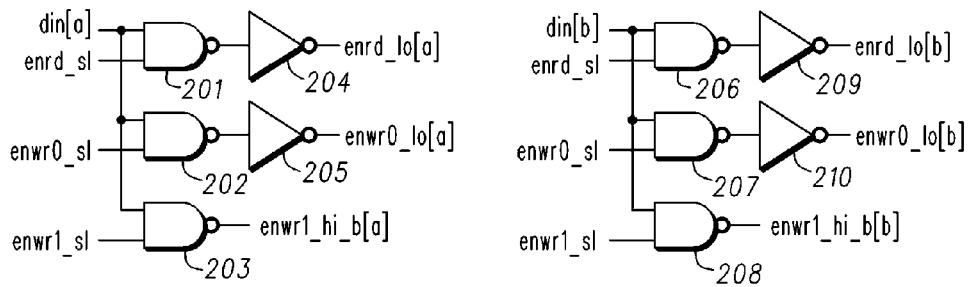 din[a]
enrd_sl
201
204
enrd_lo[a]
enwr0_sl
202
205
enwr0_lo[a]
enwr1_sl
203
enwr1_hi_b[a]
din[b]
enrd_sl
206
209
enrd_lo[b]
enwr0_sl
207
210
enwr0_lo[b]
enwr1_sl
208
enwr1_hi_b[b]